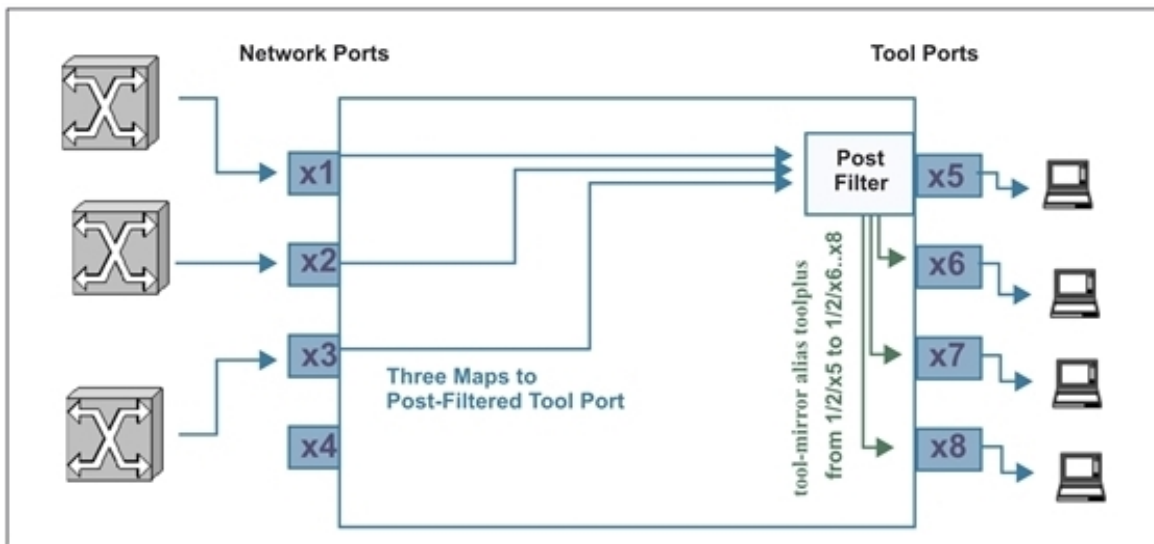 Network Ports
Tool Ports
x1
x2
x3
x4
Three Maps to
Post-Filtered Tool Port
Post
Filter
tool-mirror alias toolplus
from 1/2/x5 to 1/2/x6..x8
x5
x6
x7
x8